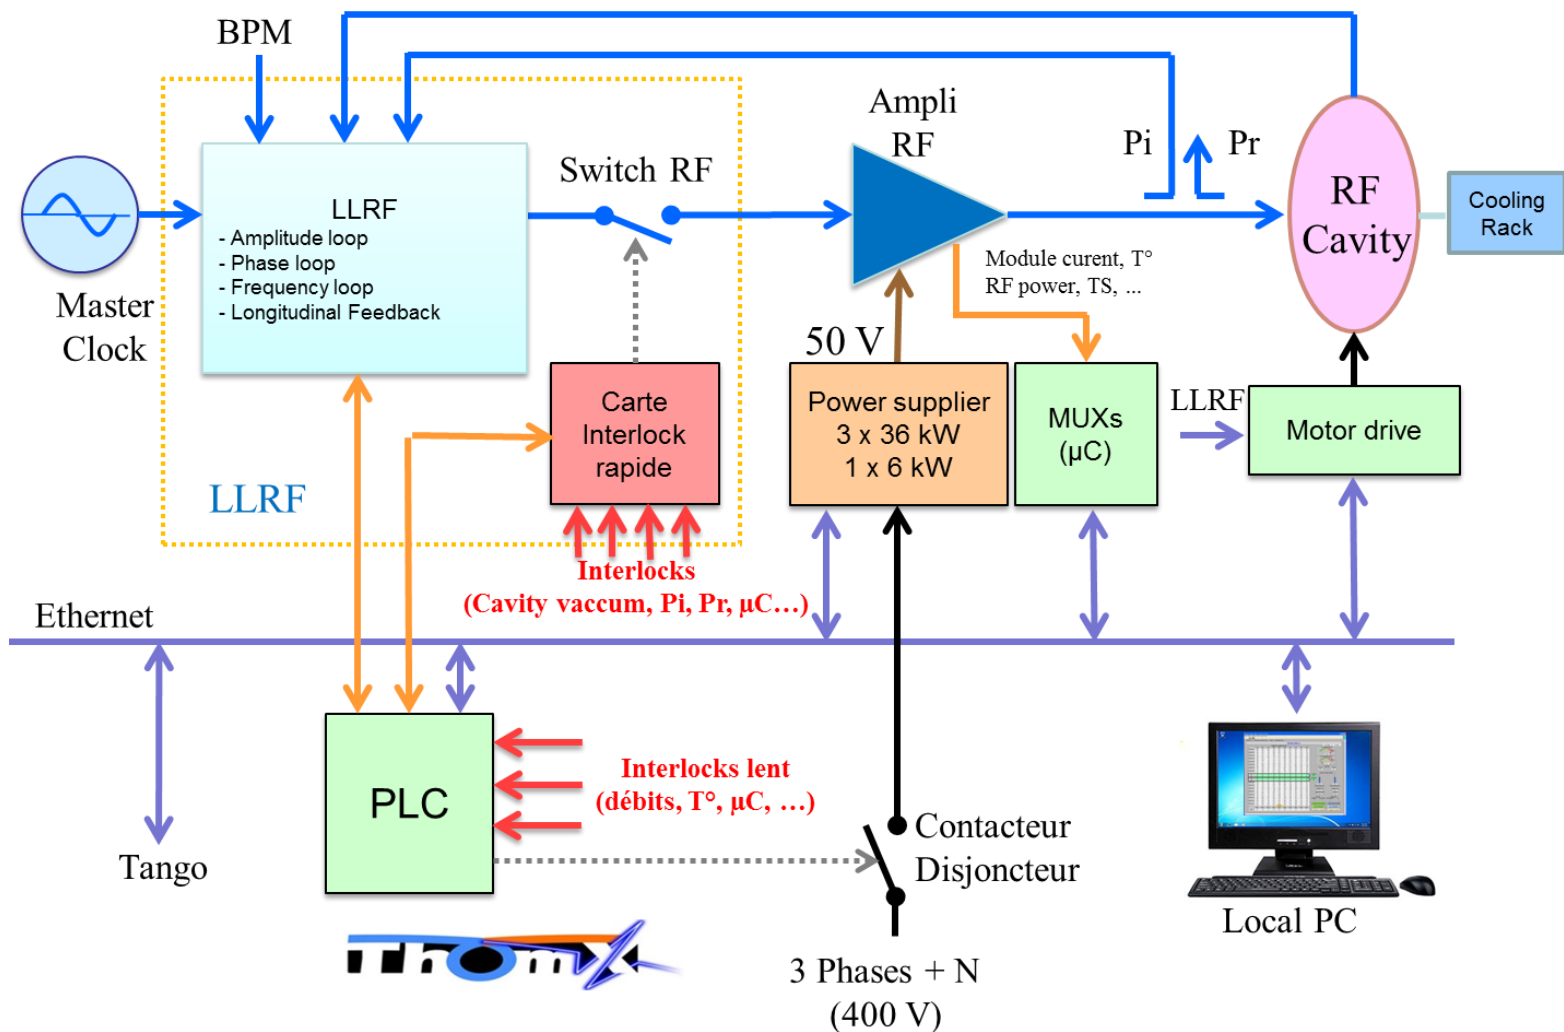 BPM
Ampli
RF
Pi
Pr
Switch RF
LLRF
- Amplitude loop
- Phase loop
- Frequency loop
- Longitudinal Feedback
RF
Cavity
Cooling
Rack
Master
Clock
Module curent, T°
RF power, TS, ...
50 V
Carte
Interlock
rapide
Power supplier
3 x 36 kW
1 x 6 kW
MUXs
(µC)
LLRF
Motor drive
LLRF
Interlocks
(Cavity vaccum, Pi, Pr, µC…)
Ethernet
PLC
Interlocks lent
(débits, T°, µC, …)
Tango
Contacteur
Disjoncteur
Local PC
ThomX
3 Phases + N
(400 V)